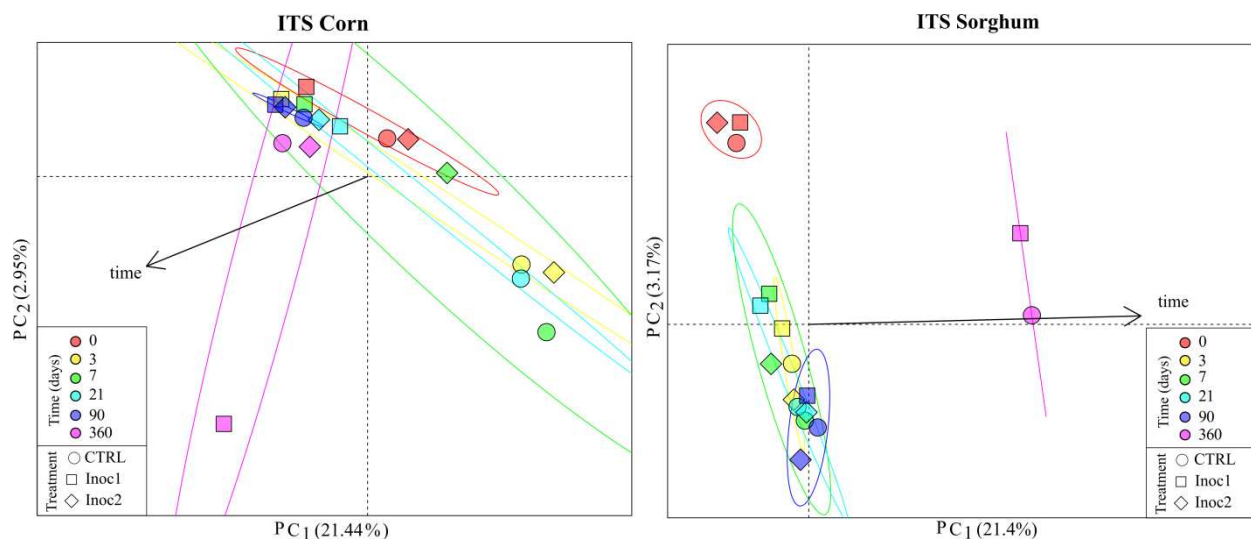 ITS Corn
PC2 (2.95%)
time
Time (days)
0
3
7
21
90
360
Treatment
CTRL
Inoc1
Inoc2
PC1 (21.44%)
ITS Sorghum
PC2 (3.17%)
time
Time (days)
0
3
7
21
90
360
Treatment
CTRL
Inoc1
Inoc2
PC1 (21.4%)